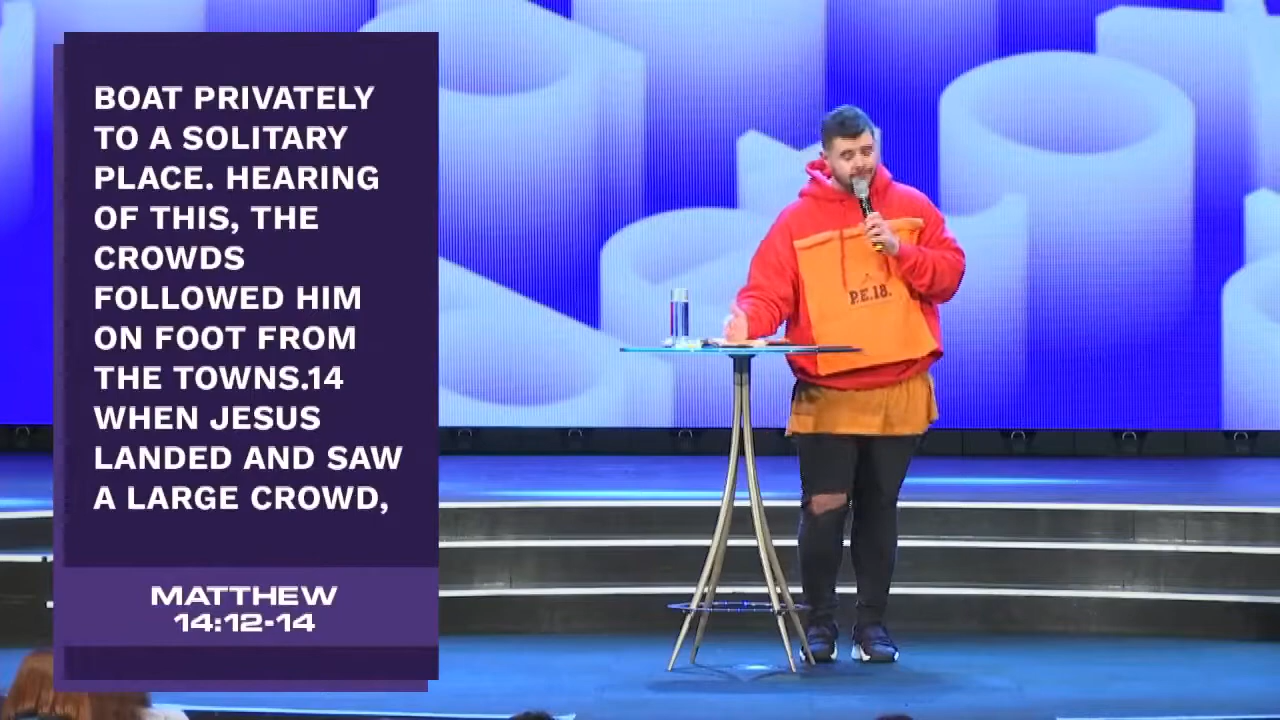 BOAT PRIVATELY
TO A SOLITARY
PLACE. HEARING
OF THIS, THE
CROWDS
FOLLOWED HIM
ON FOOT FROM
THE TOWNS.14
WHEN JESUS
LANDED AND SAW
A LARGE CROWD,
MATTHEW
14:12-14
P.E.18.